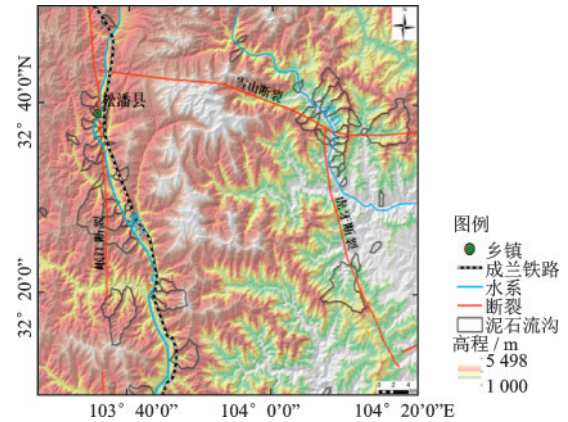 32° 40′0″N
32° 20′0″
松潘县
雪山断裂
岷江断裂
虎牙断裂
103° 40′0″
104° 0′0″
104° 20′0″E
图例
乡镇
成兰铁路
水系
断裂
泥石流沟
高程 / m
5 498
1 000